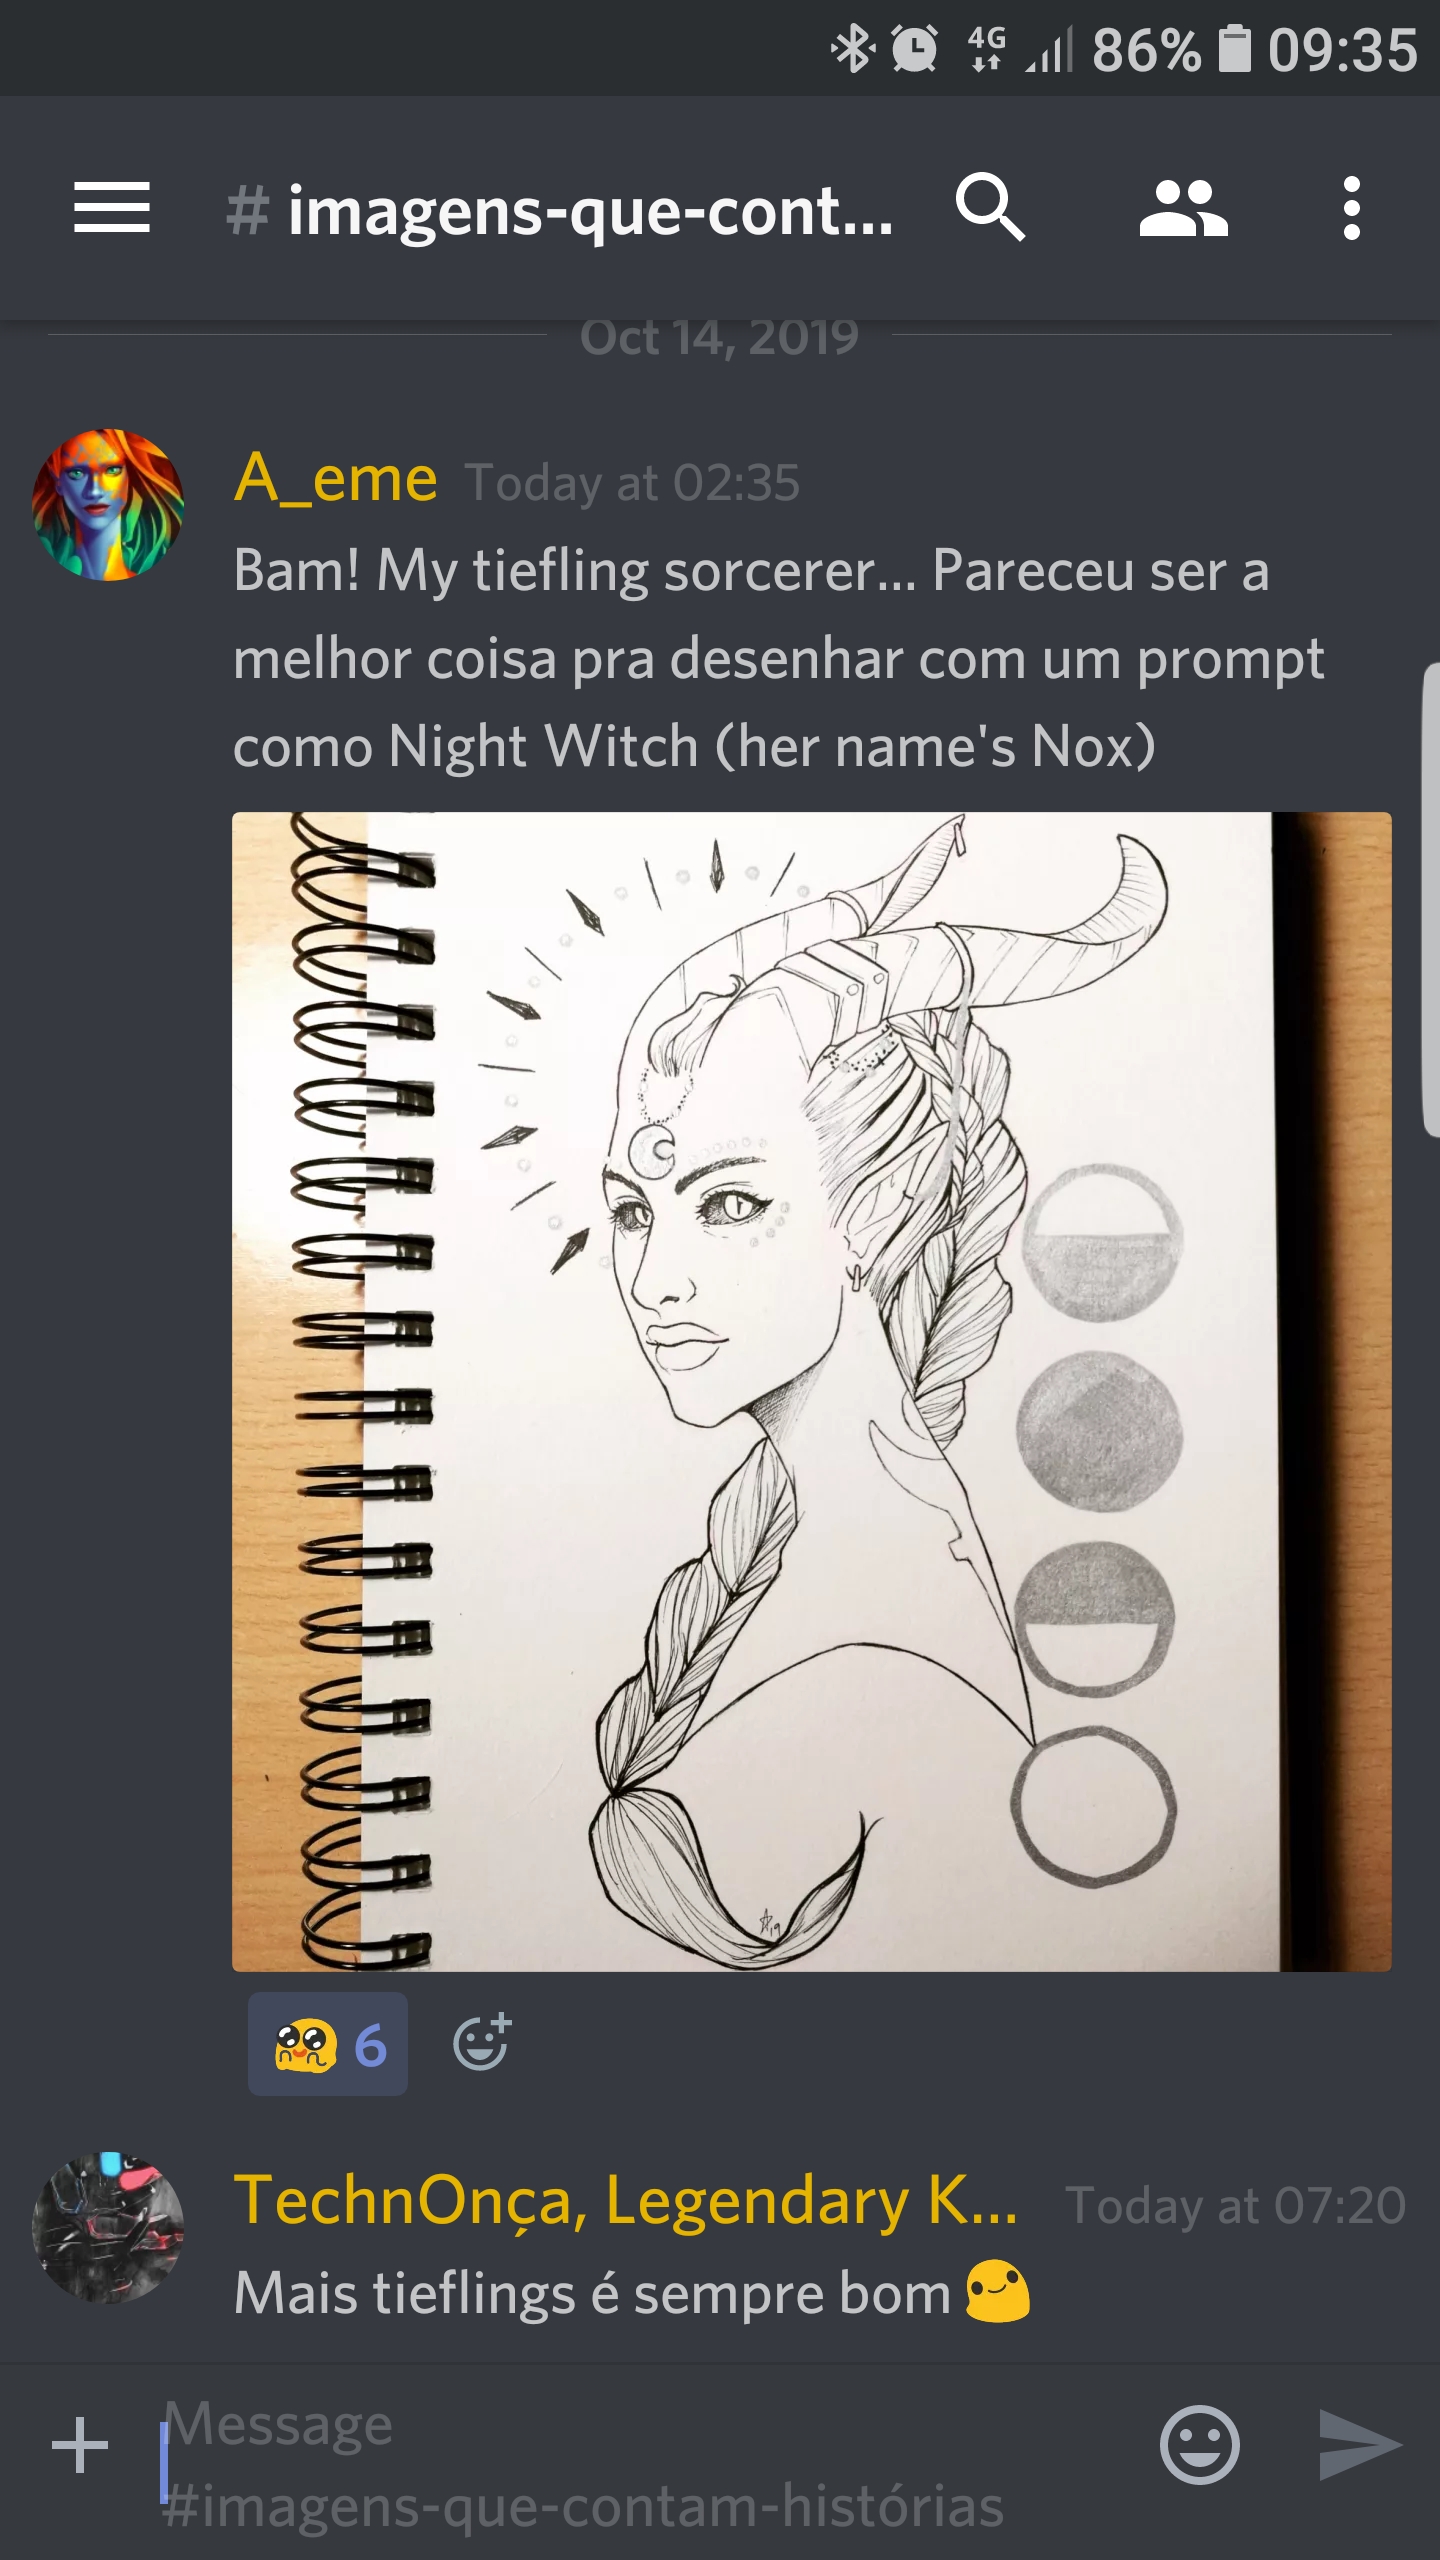 4G 86% 09:35
# imagens-que-cont...
Oct 14, 2019
A_eme Today at 02:35
Bam! My tiefling sorcerer... Pareceu ser a
melhor coisa pra desenhar com um prompt
como Night Witch (her name's Nox)
6
TechnOnça, Legendary K... Today at 07:20
Mais tieflings é sempre bom
Message
#imagens-que-contam-histórias